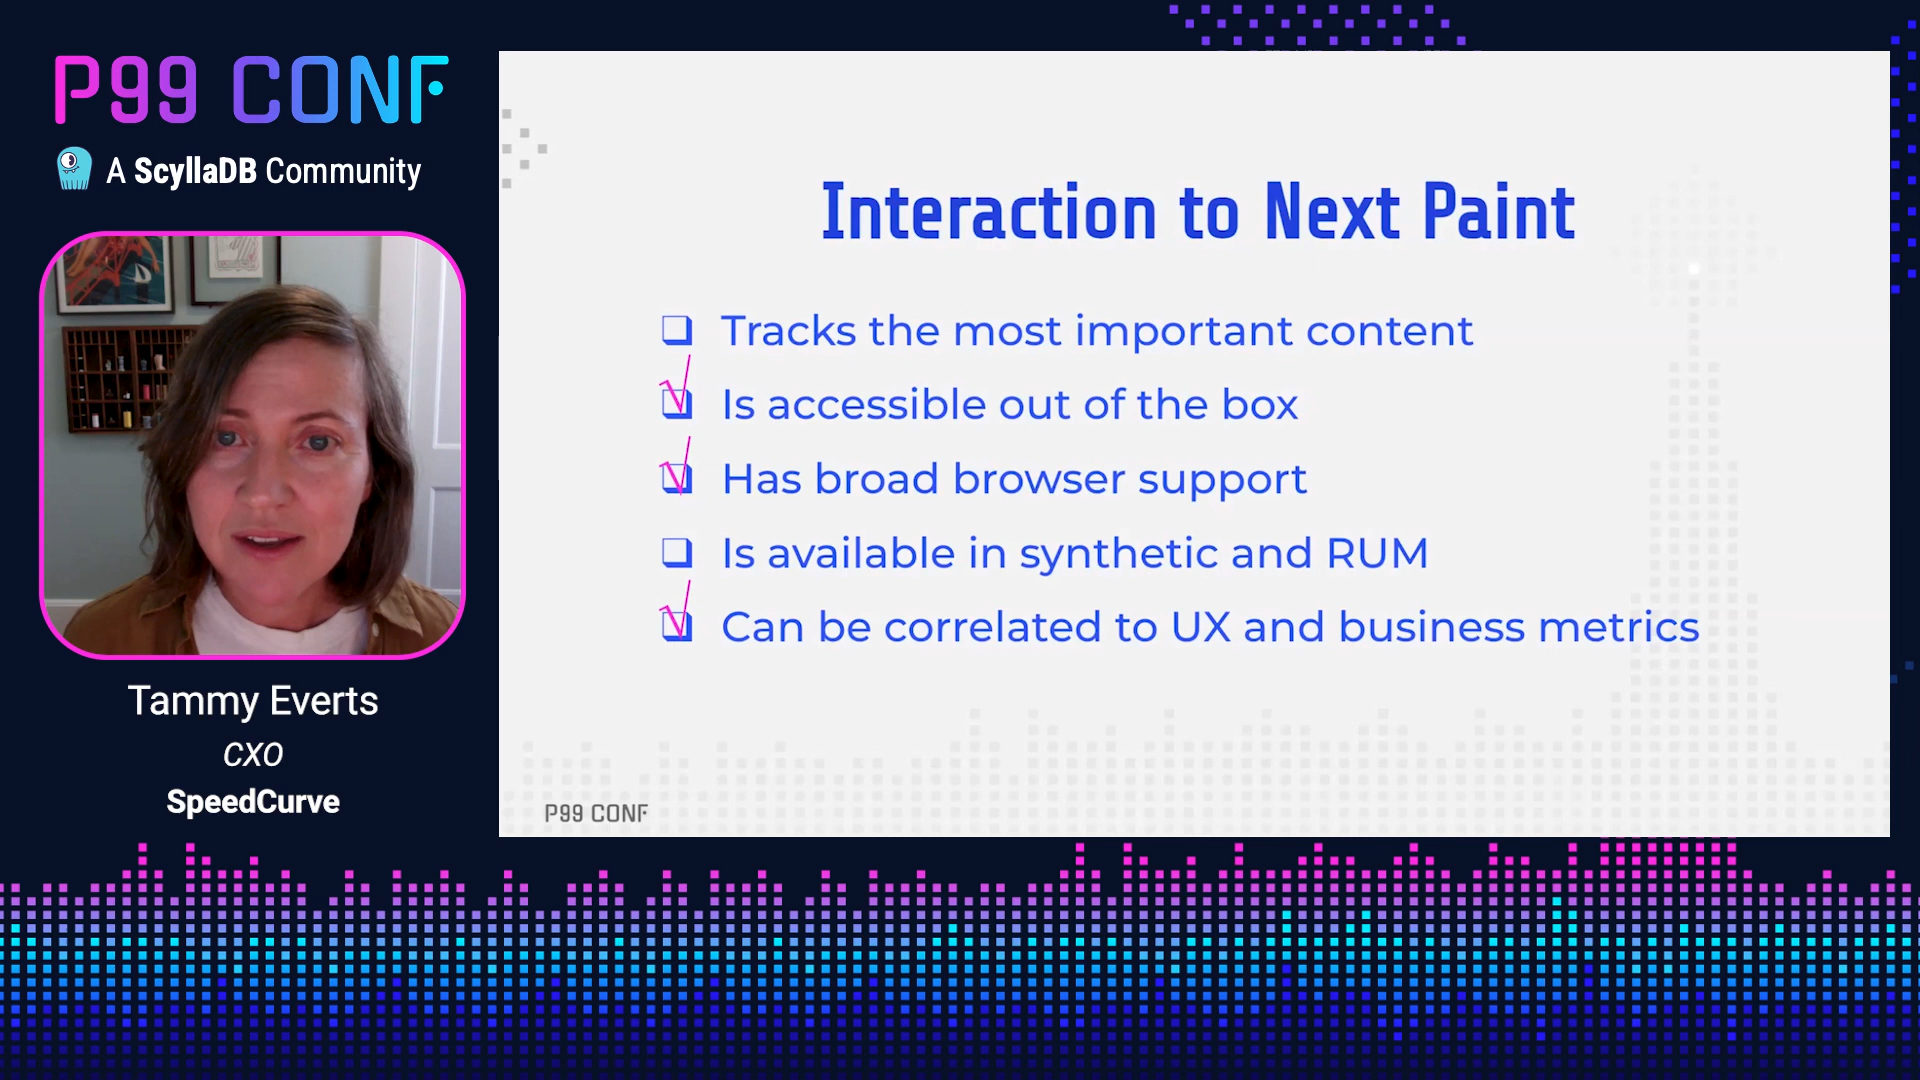 P99 CONF
A ScyllaDB Community
Tammy Everts
CXO
SpeedCurve
Interaction to Next Paint
Tracks the most important content
Is accessible out of the box
Has broad browser support
Is available in synthetic and RUM
Can be correlated to UX and business metrics
P99 CONF